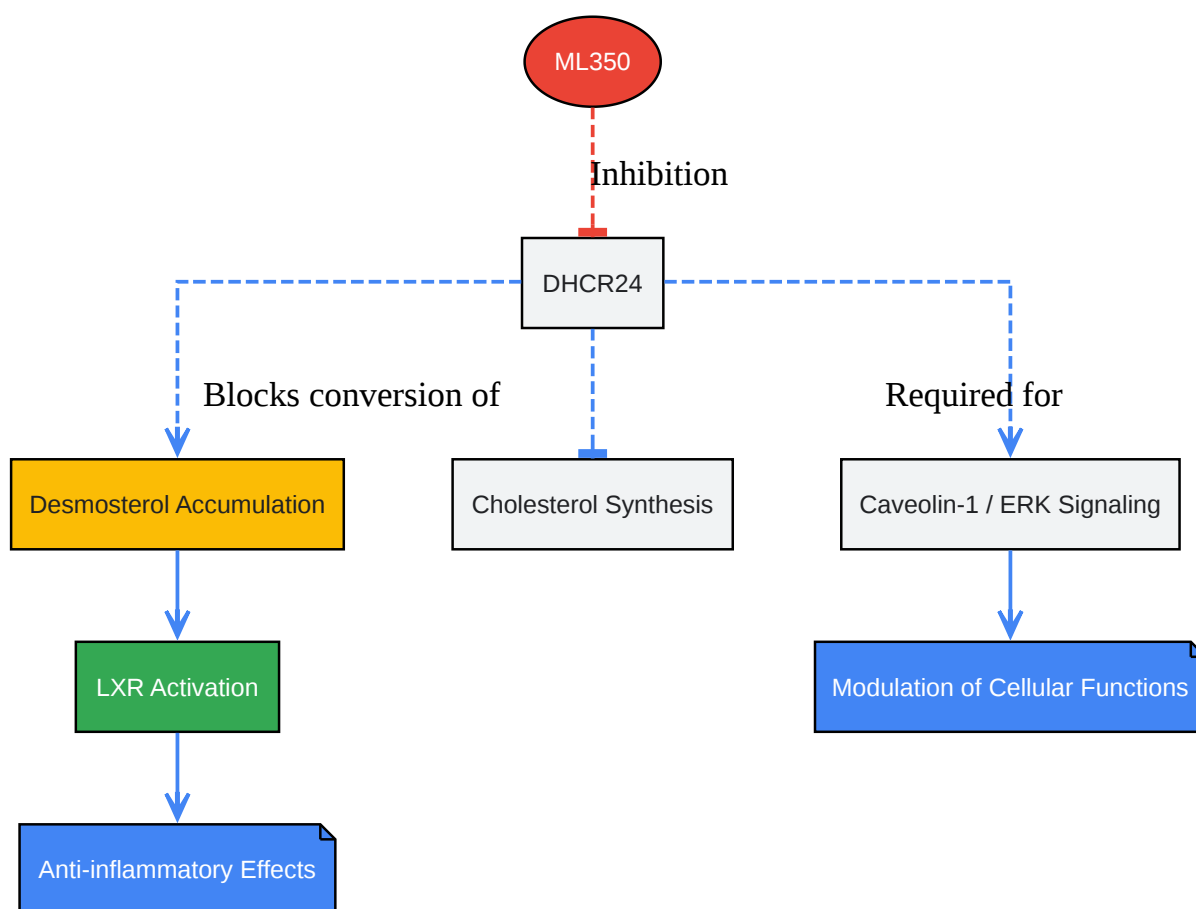 ML350
Inhibition
DHCR24
Blocks conversion of
Required for
Desmosterol Accumulation
Cholesterol Synthesis
Caveolin-1 / ERK Signaling
LXR Activation
Modulation of Cellular Functions
Anti-inflammatory Effects